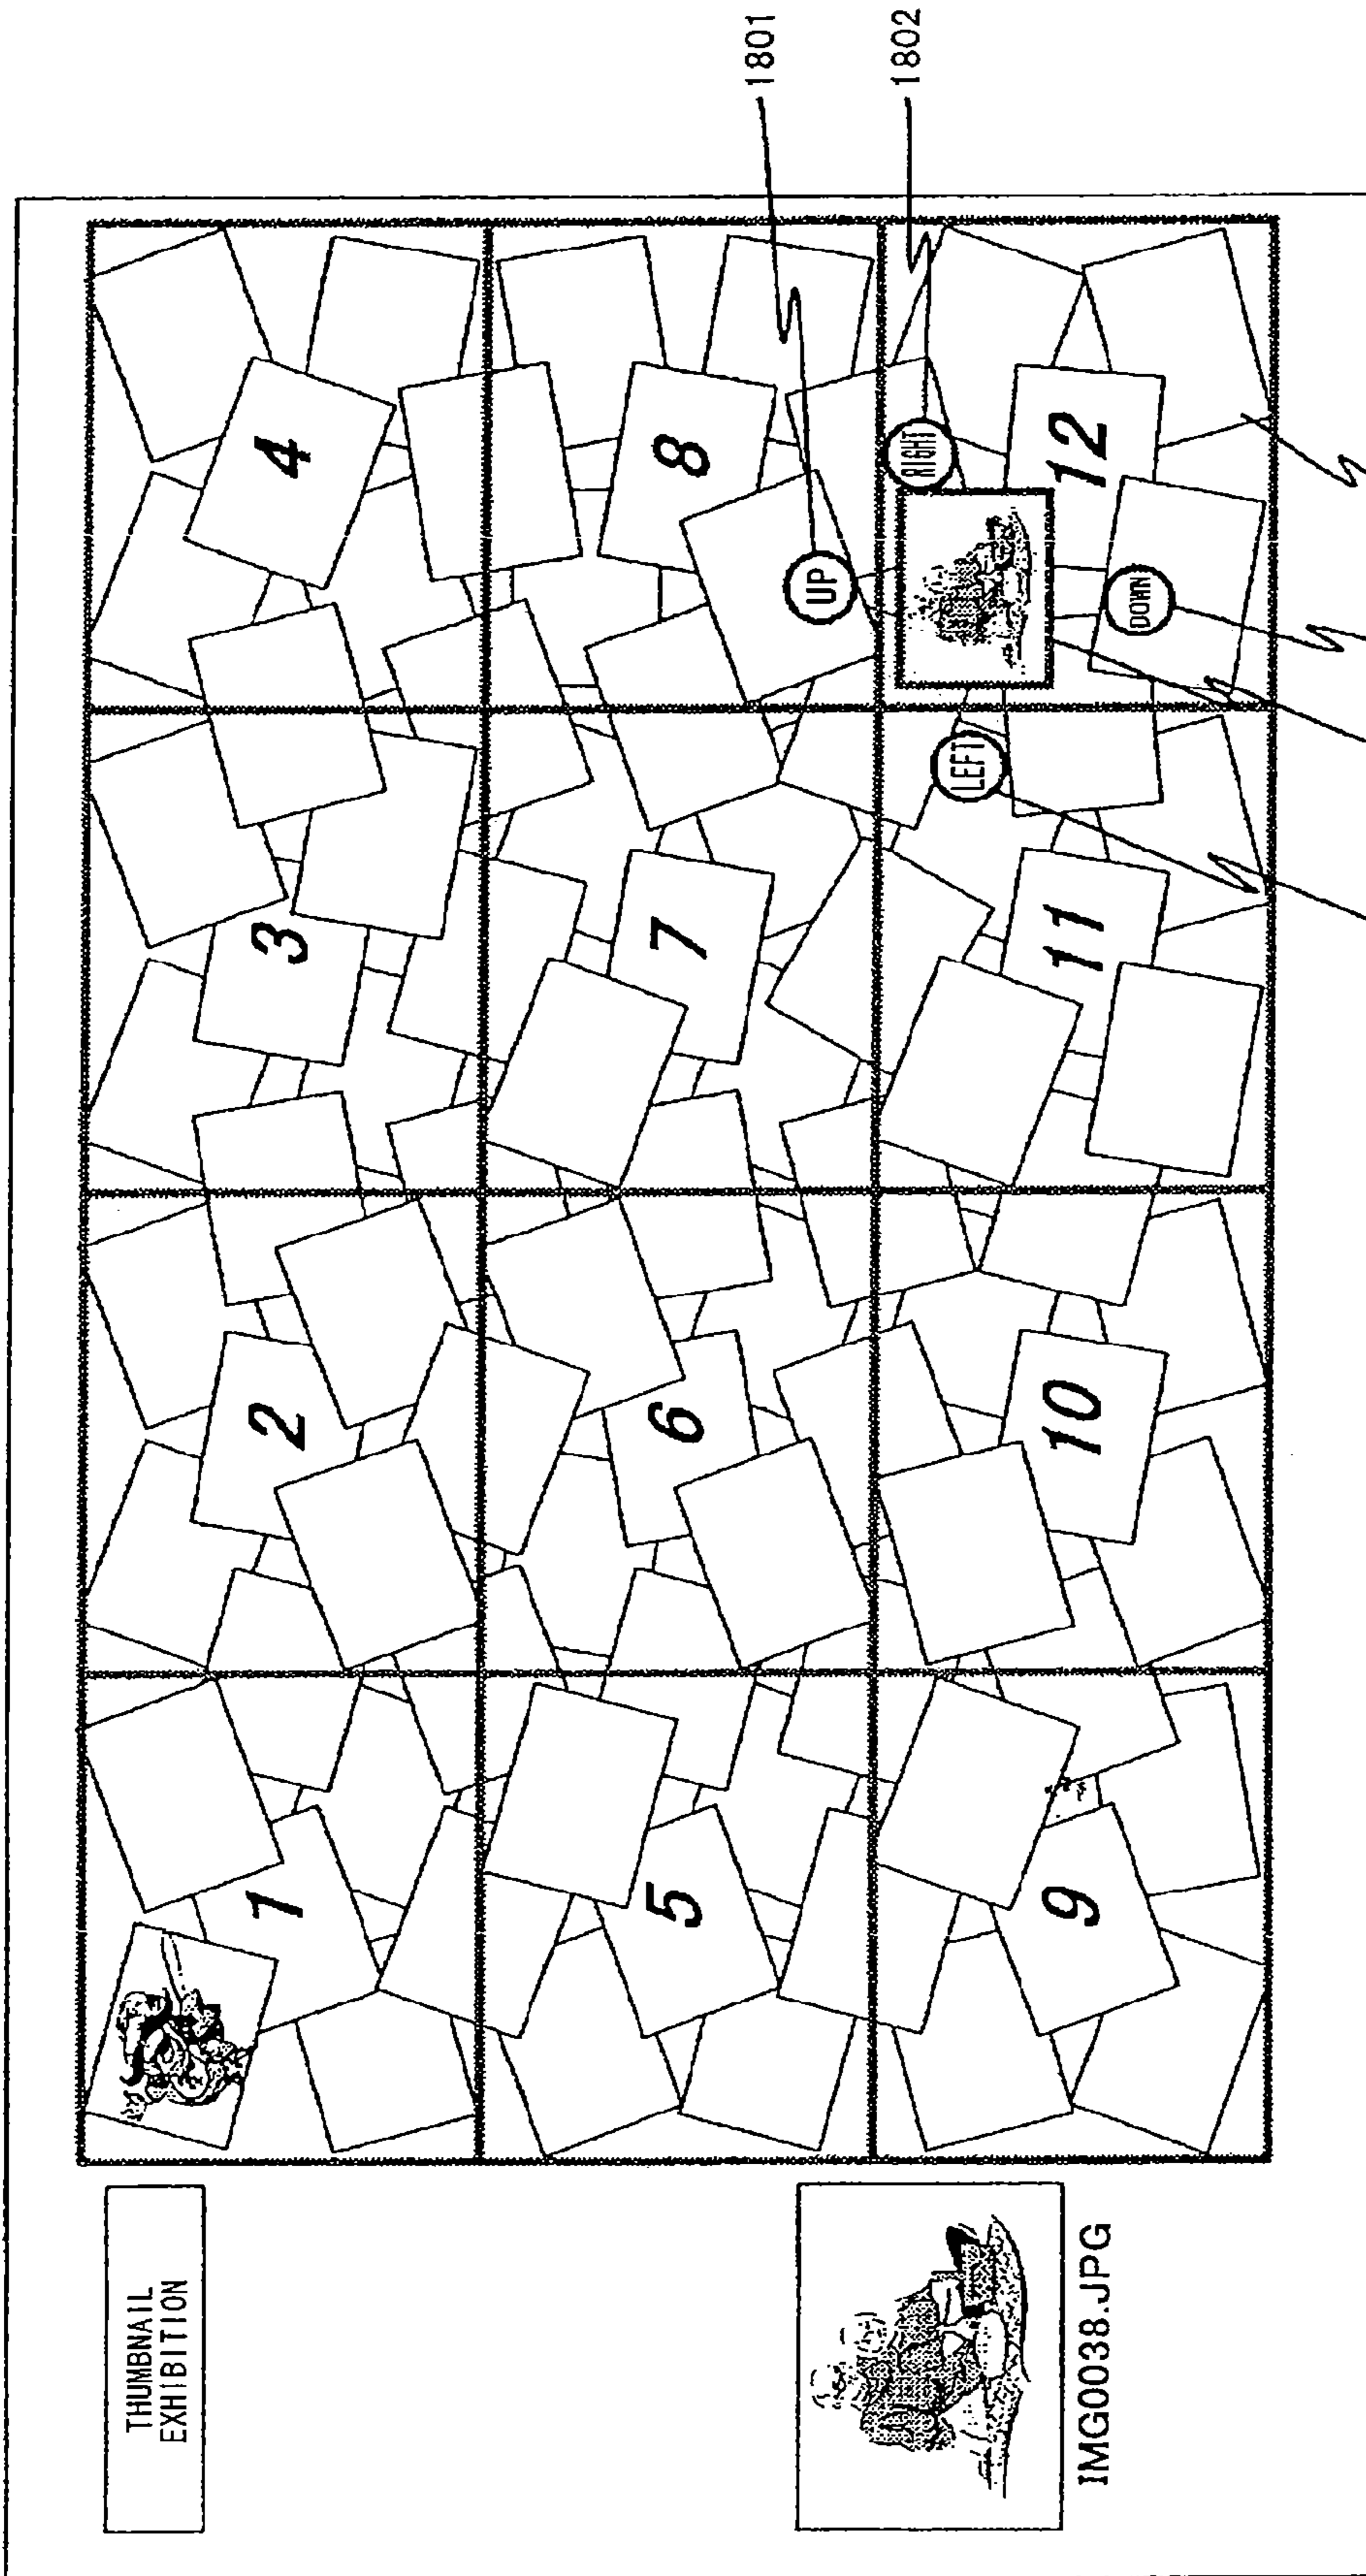 THUMBNAIL
EXHIBITION
1
2
3
4
5
6
7
8
9
10
11
12
UP
RIGHT
LEFT
DOWN
1801
1802
IMG0038.JPG